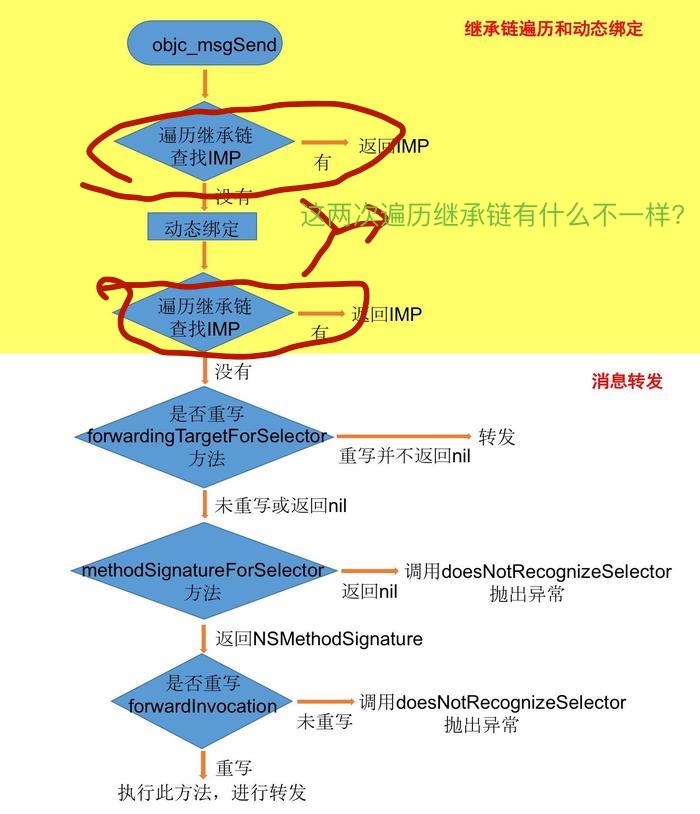 继承链遍历和动态绑定
objc_msgSend
遍历继承链
查找IMP
返回IMP
有
没有
动态绑定
这两次遍历继承链有什么不一样?
遍历继承链
查找IMP
返回IMP
有
没有
消息转发
是否重写
forwardingTargetForSelector
方法
转发
重写并不返回nil
未重写或返回nil
methodSignatureForSelector
方法
调用doesNotRecognizeSelector
抛出异常
返回nil
返回NSMethodSignature
是否重写
forwardInvocation
调用doesNotRecognizeSelector
抛出异常
未重写
重写
执行此方法，进行转发